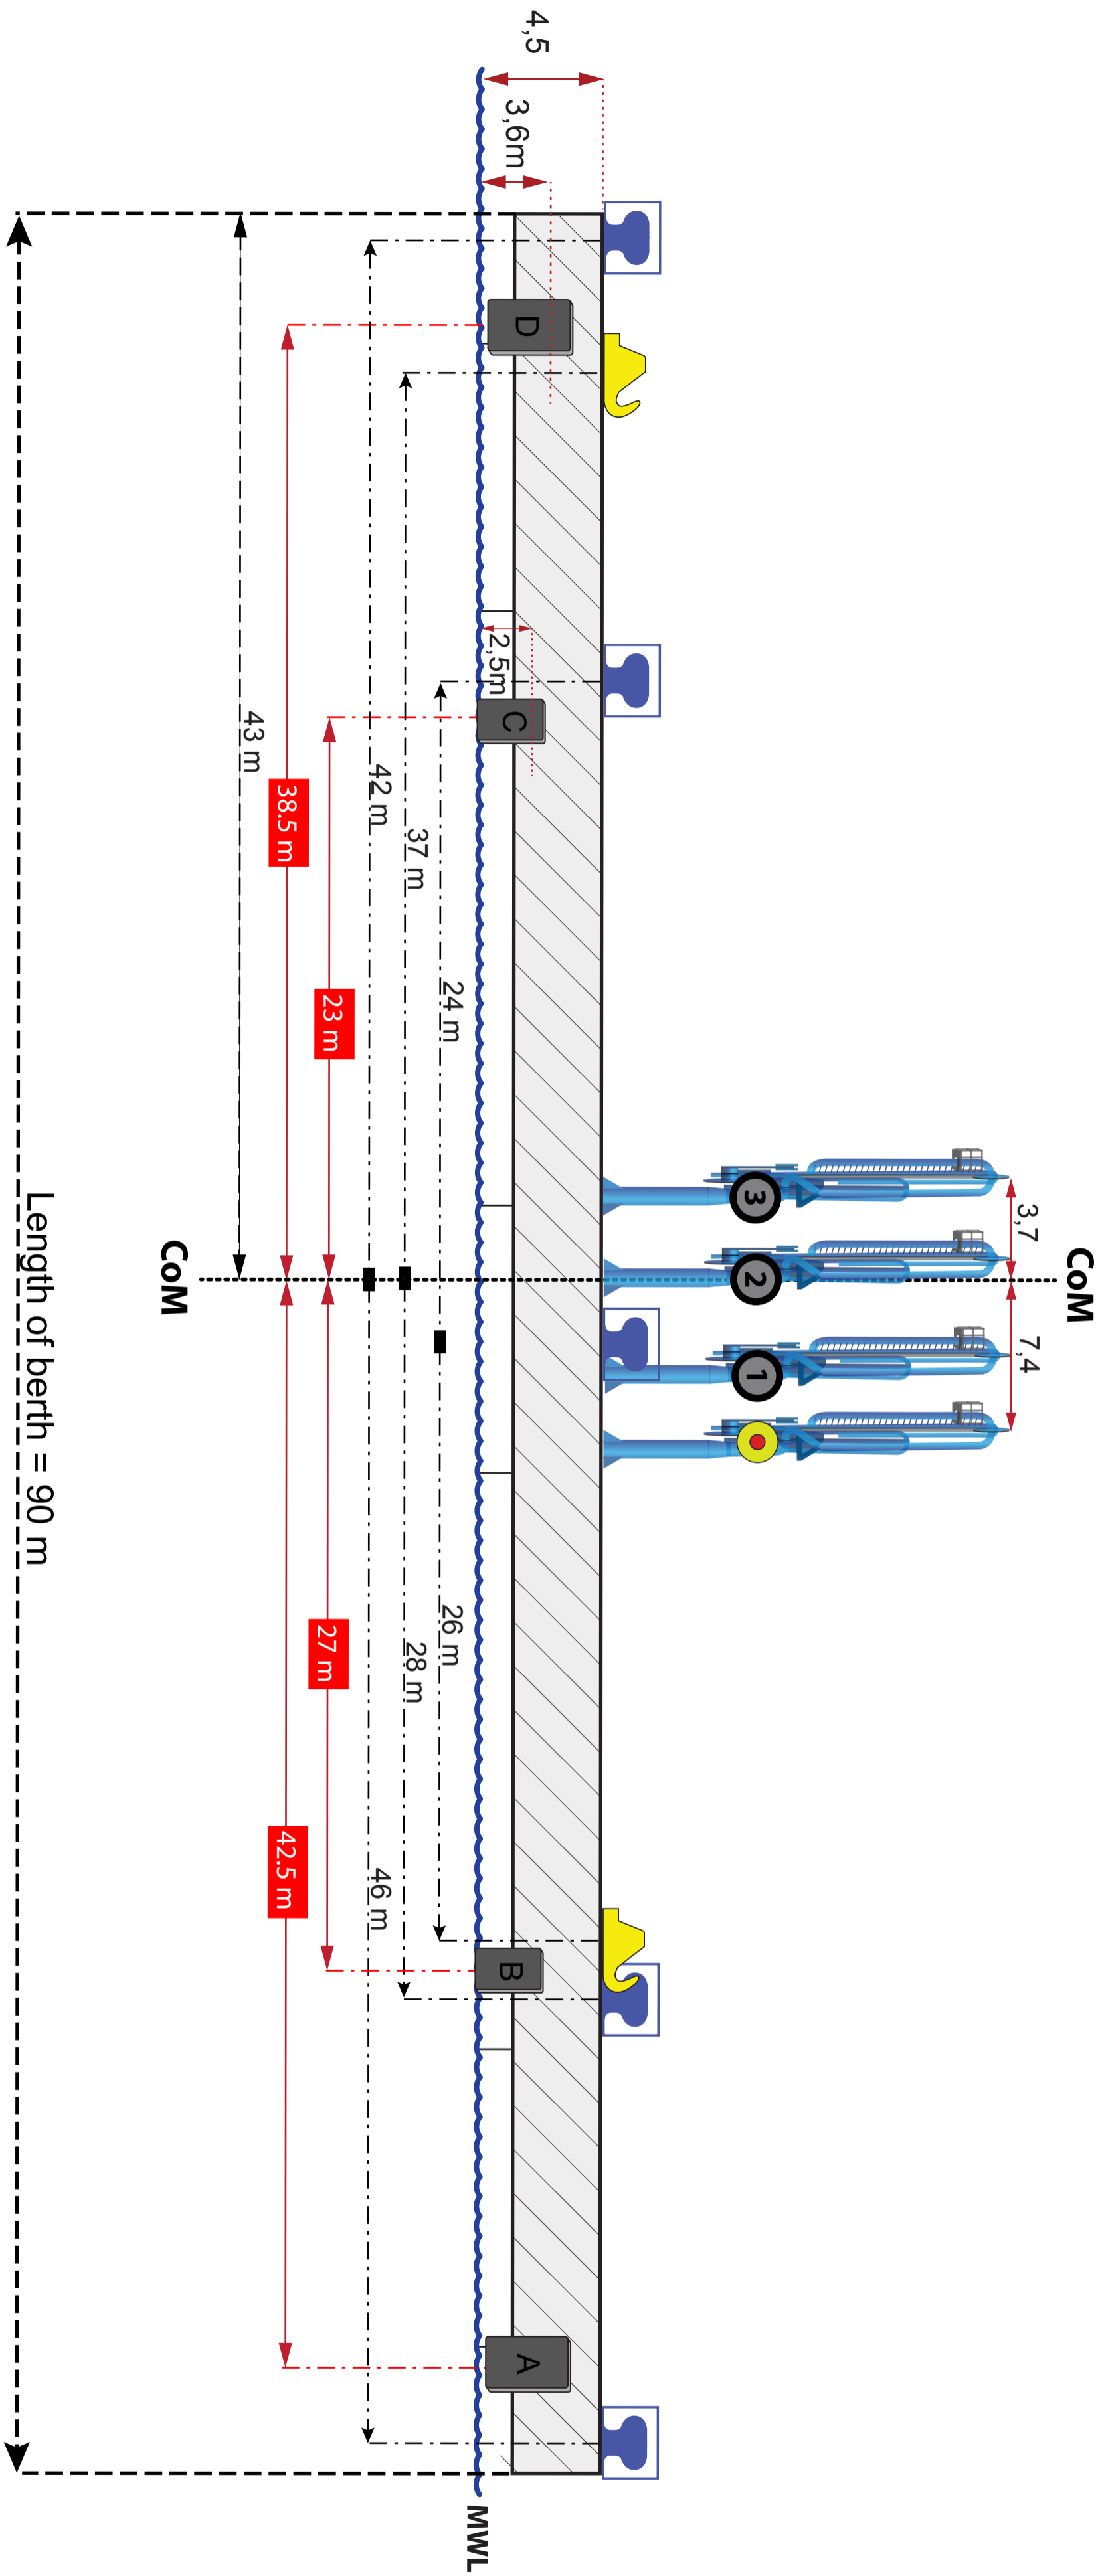 4,5
3,6m
D
2,5m
C
43 m
38.5 m
42 m
37 m
23 m
24 m
3
3,7
CoM
2
CoM
7,4
1
Length of berth = 90 m
27 m
26 m
28 m
B
42.5 m
46 m
A
MWL